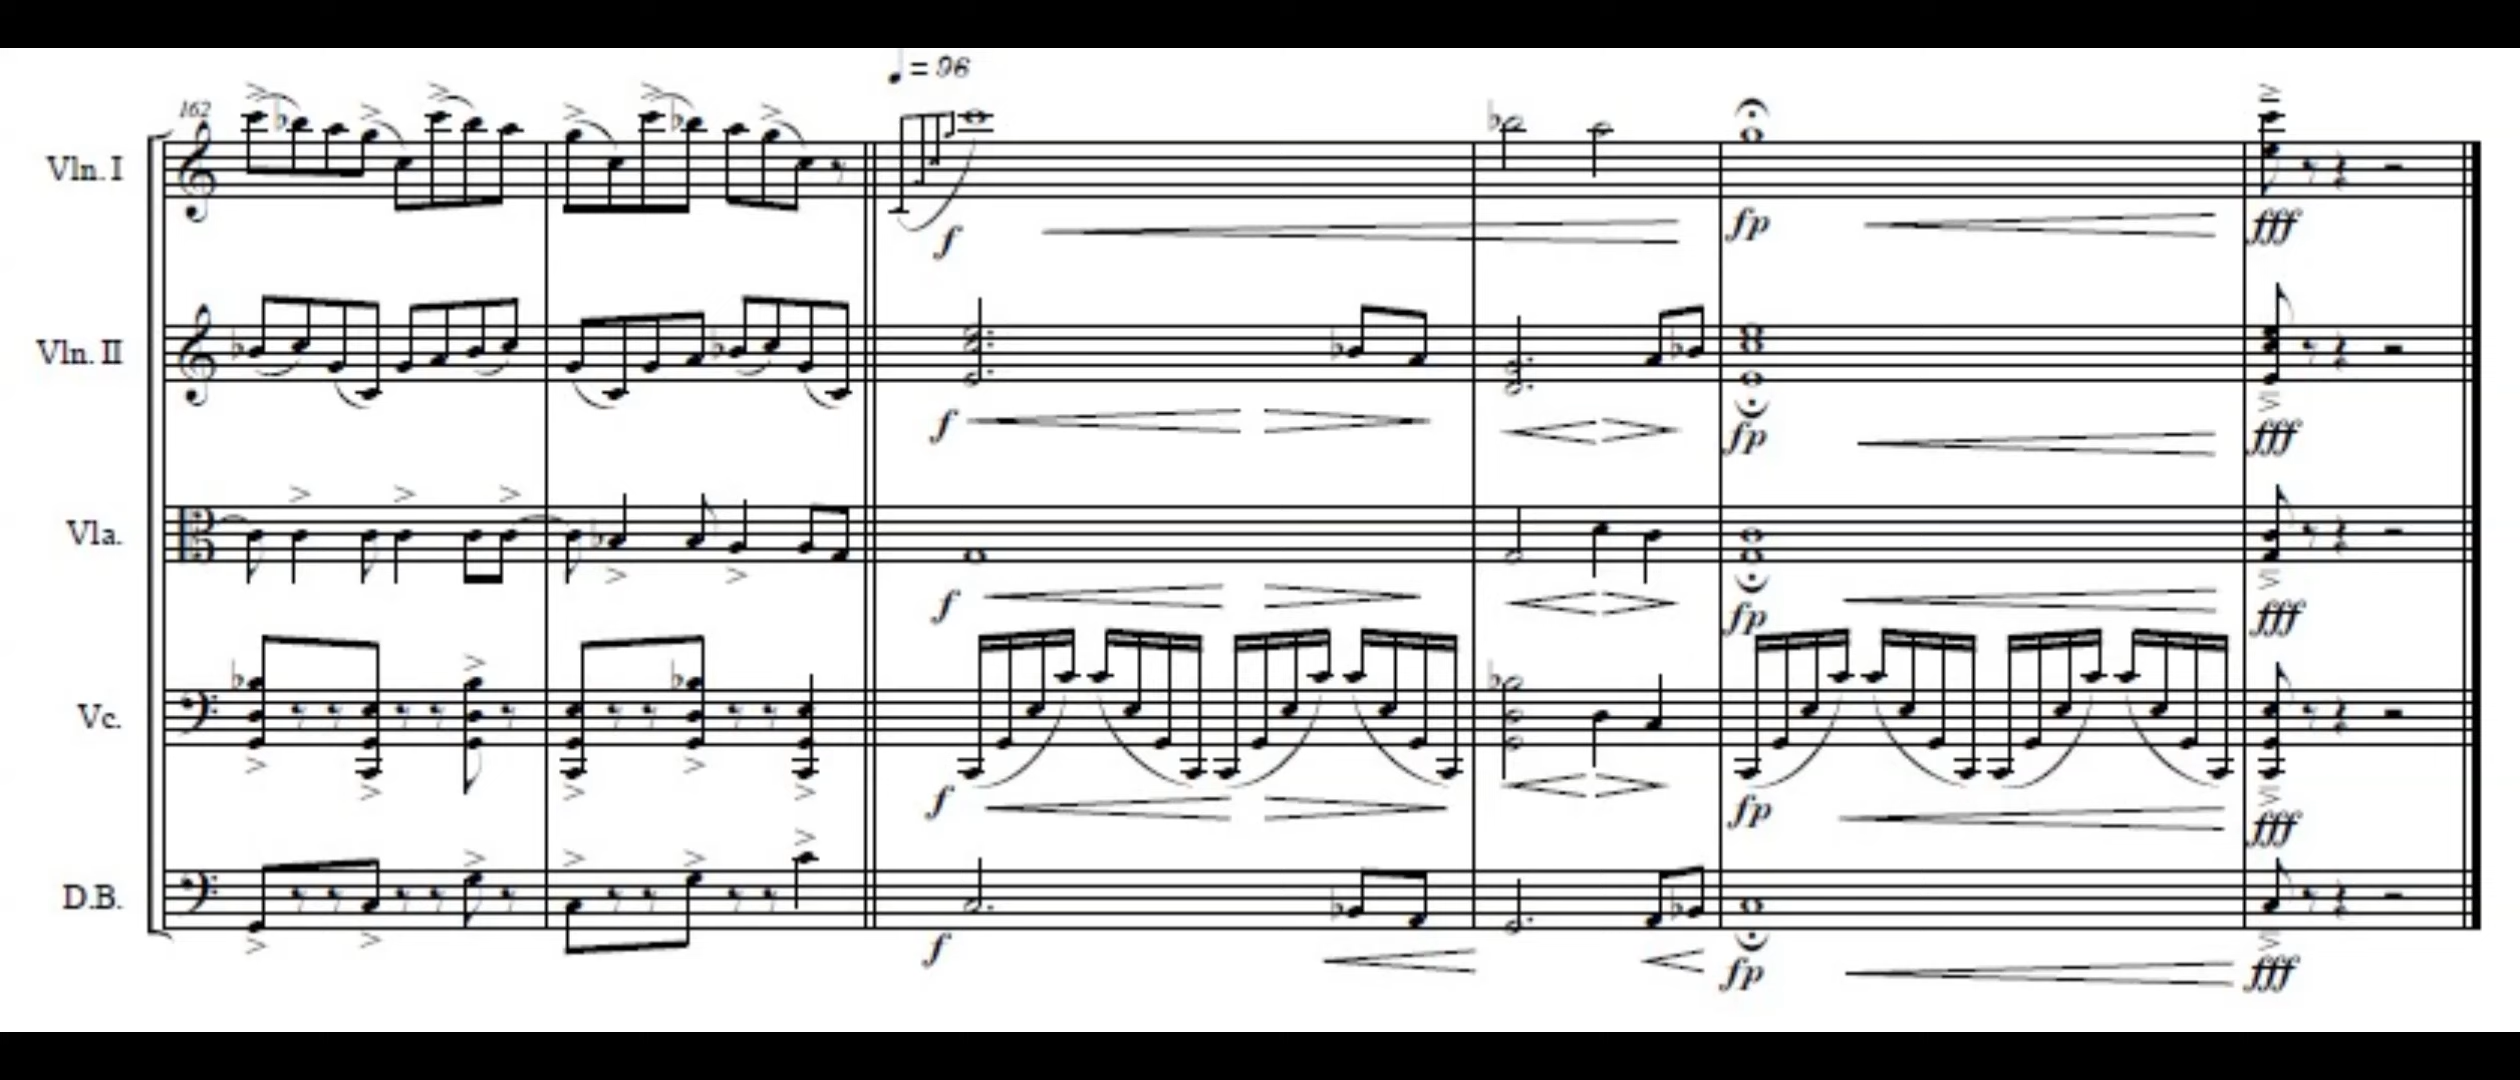 ♩ = 96
162
Vln. I
f fp fff
Vln. II
f fp fff
Vla.
f fp fff
Vc.
f fp fff
D.B.
f fp fff